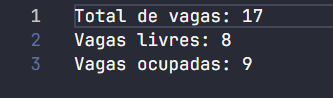 1 Total de vagas: 17
2 Vagas livres: 8
3 Vagas ocupadas: 9